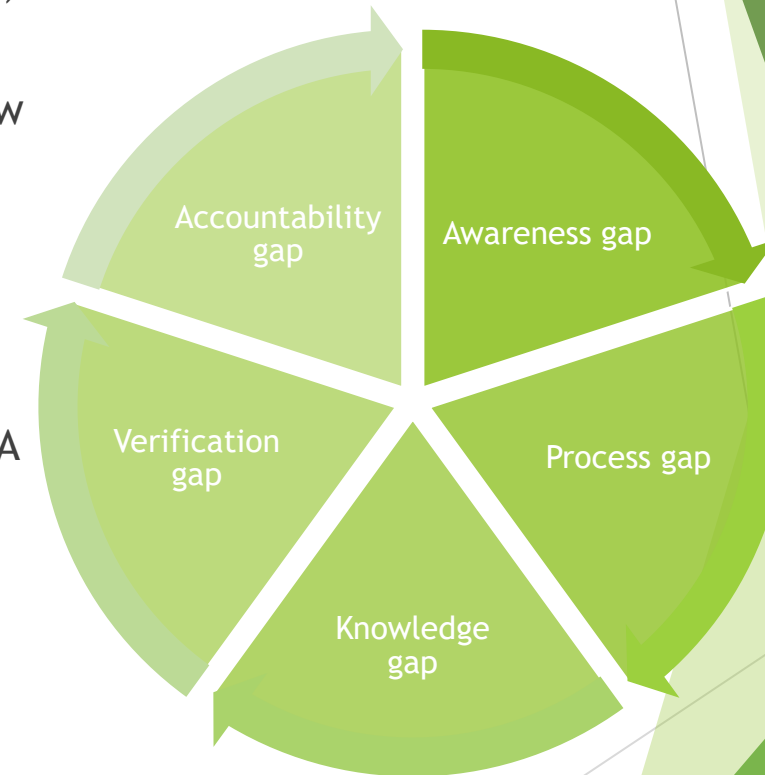 w
A
Accountability
gap
Awareness gap
Verification
gap
Process gap
Knowledge
gap